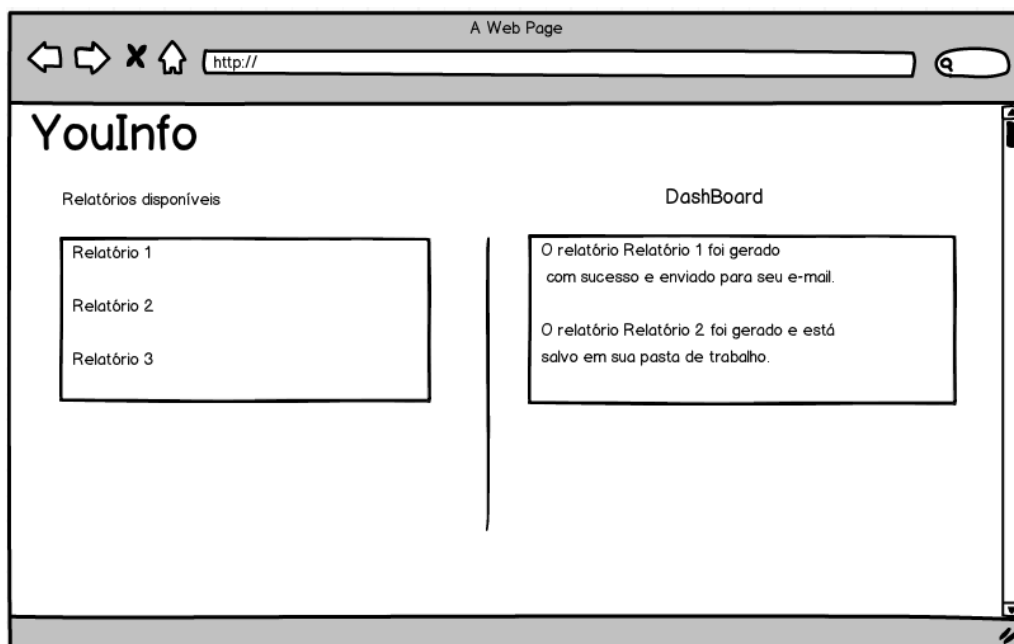 A Web Page
http://
YouInfo
Relatórios disponíveis
Relatório 1
Relatório 2
Relatório 3
DashBoard
O relatório Relatório 1 foi gerado
com sucesso e enviado para seu e-mail.
O relatório Relatório 2 foi gerado e está
salvo em sua pasta de trabalho.